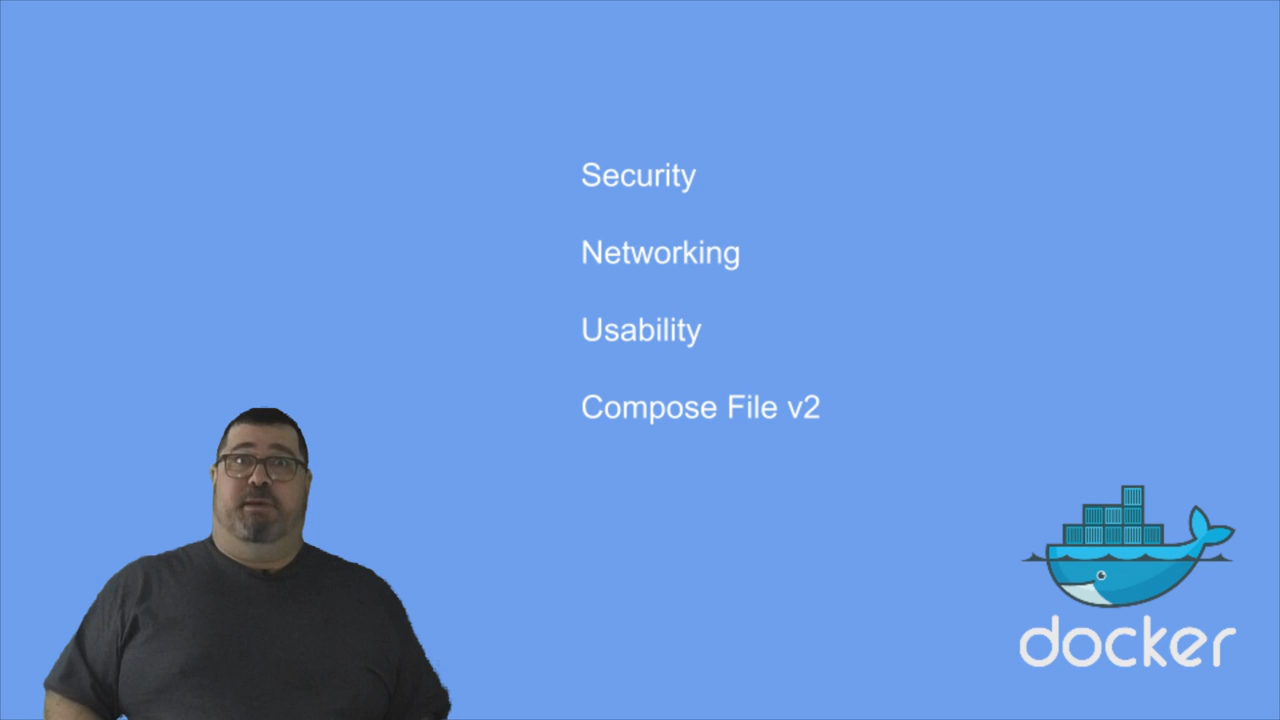 Security
Networking
Usability
Compose File v2
docker